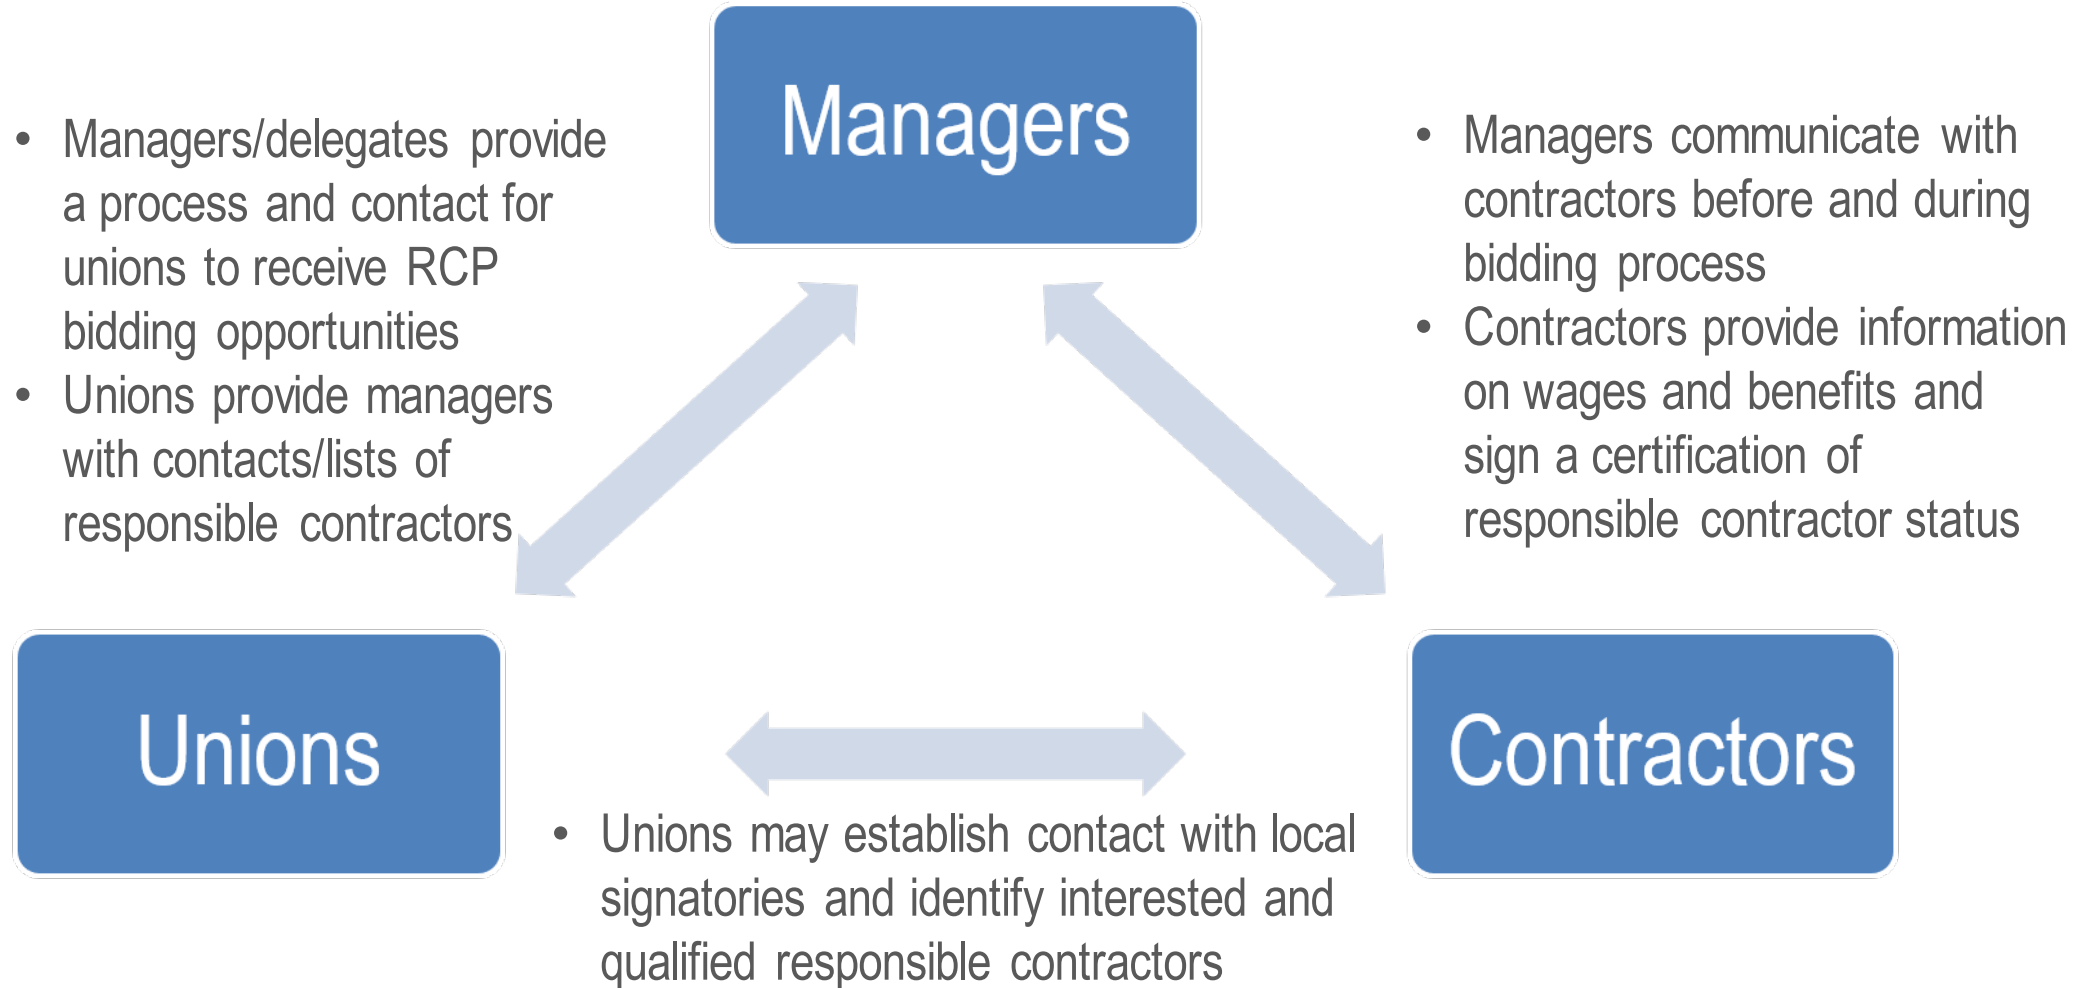 Managers
• Managers/delegates provide
a process and contact for
unions to receive RCP
bidding opportunities
• Unions provide managers
with contacts/lists of
responsible contractors
• Managers communicate with
contractors before and during
bidding process
• Contractors provide information
on wages and benefits and
sign a certification of
responsible contractor status
Unions
Contractors
• Unions may establish contact with local
signatories and identify interested and
qualified responsible contractors